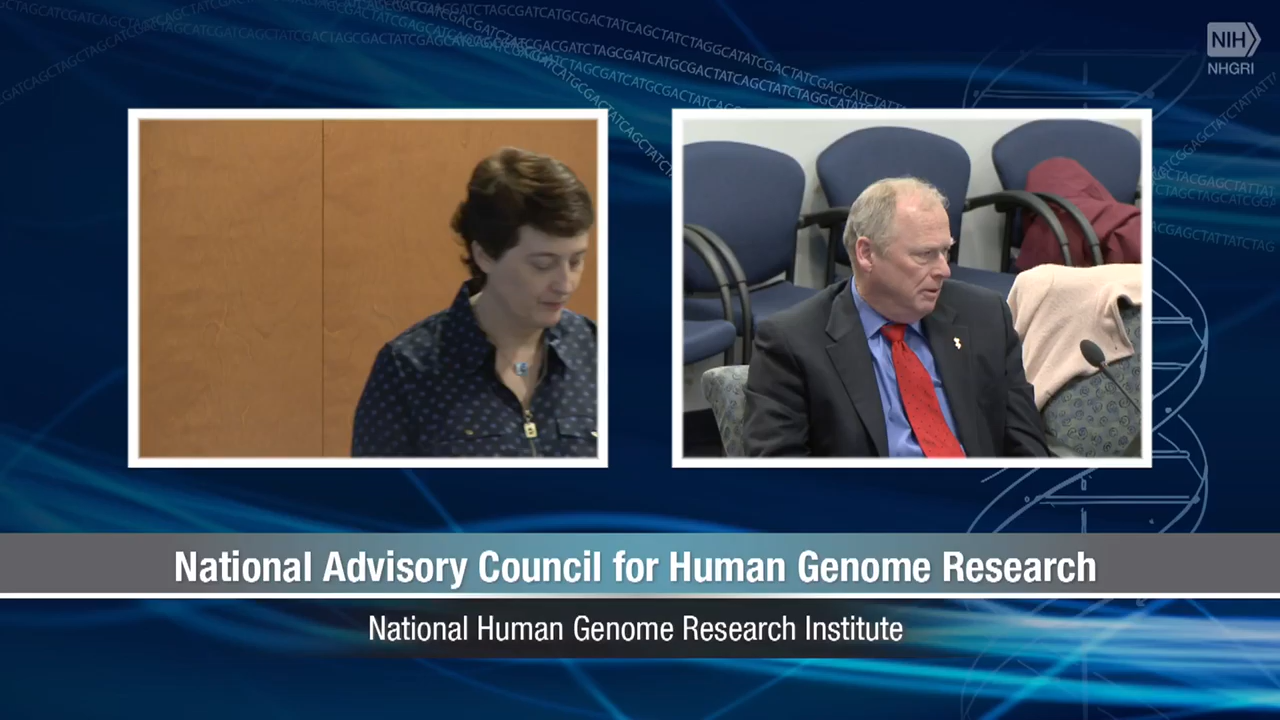 NIH
NHGRI
National Advisory Council for Human Genome Research
National Human Genome Research Institute